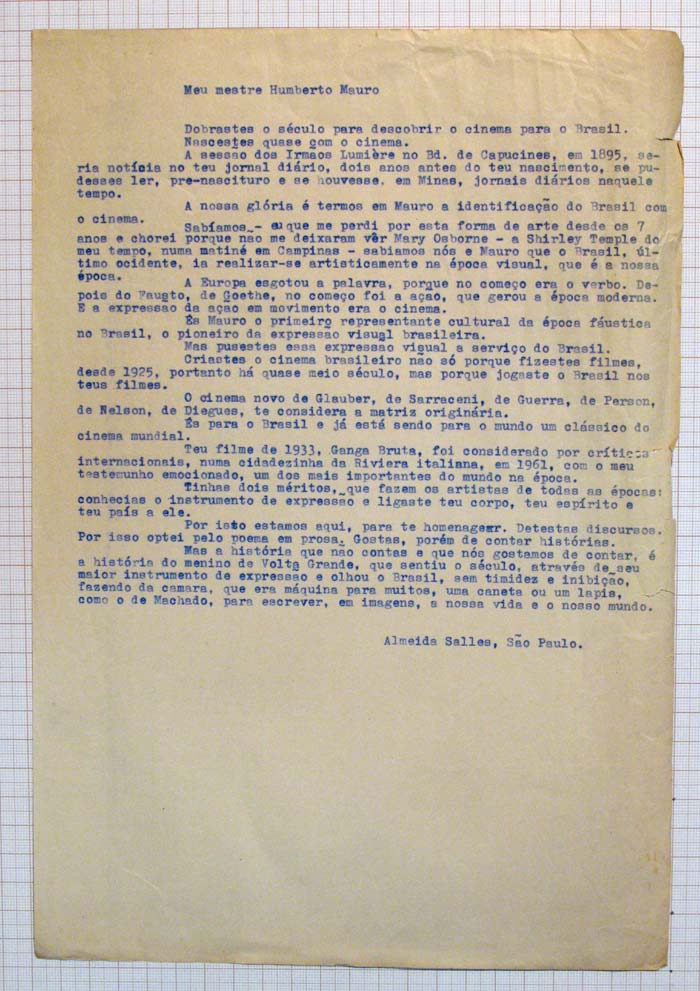 Meu mestre Humberto Mauro
Dobrastes o século para descobrir o cinema para o Brasil.
Nascestes quase com o cinema.
A sessão dos Irmaos Lumière no Bd. de Capucines, em 1895, se-
ria notícia no teu jornal diário, dois anos antes do teu nascimento, se pu-
desses ler, pre-nascituro e se houvesse, em Minas, jornais diários naquele
tempo.
A nossa glória é termos em Mauro a identificação do Brasil com
o cinema.
Sabíamos, - eu que me perdi por esta forma de arte desde os 7
anos e chorei porque não me deixaram vêr Mary Osborne - a Shirley Temple do
meu tempo, numa matiné em Campinas - sabiamos nós e Mauro que o Brasil, úl-
timo ocidente, ia realizar-se artisticamente na época visual, que é a nossa
época.
A Europa esgotou a palavra, porque no começo era o verbo. De-
pois do Fausto, de Goethe, no começo foi a açao, que gerou a época moderna.
E a expressão da açao em movimento era o cinema.
És Mauro o primeiro representante cultural da época fáustica
no Brasil, o pioneiro da expressão visual brasileira.
Mas pusestes essa expressao visual a serviço do Brasil.
Criastes o cinema brasileiro não só porque fizestes filmes,
desde 1925, portanto há quase meio século, mas porque jogaste o Brasil nos
teus filmes.
O cinema novo de Glauber, de Sarraceni, de Guerra, de Person,
de Nelson, de Diegues, te considera a matriz originária.
És para o Brasil e já está sendo para o mundo um clássico do
cinema mundial.
Teu filme de 1933, Ganga Bruta, foi considerado por críticos
internacionais, numa cidadezinha da Riviera italiana, em 1961, com o meu
testemunho emocionado, um dos mais importantes do mundo na época.
Tinhas dois méritos, que fazem os artistas de todas as épocas:
conhecias o instrumento de expressao e ligaste teu corpo, teu espírito e
teu país a ele.
Por isto estamos aqui, para te homenagear. Detestas discursos.
Por isso optei pelo poema em prosa. Gostas, porém de contar histórias.
Mas a história que nao contas e que nós gostamos de contar, é
a história do menino de Volta Grande, que sentiu o século, através de seu
maior instrumento de expressao e olhou o Brasil, sem timidez e inibição,
fazendo da camara, que era máquina para muitos, uma caneta ou um lapis,
como o de Machado, para escrever, em imagens, a nossa vida e o nosso mundo.
Almeida Salles, São Paulo.